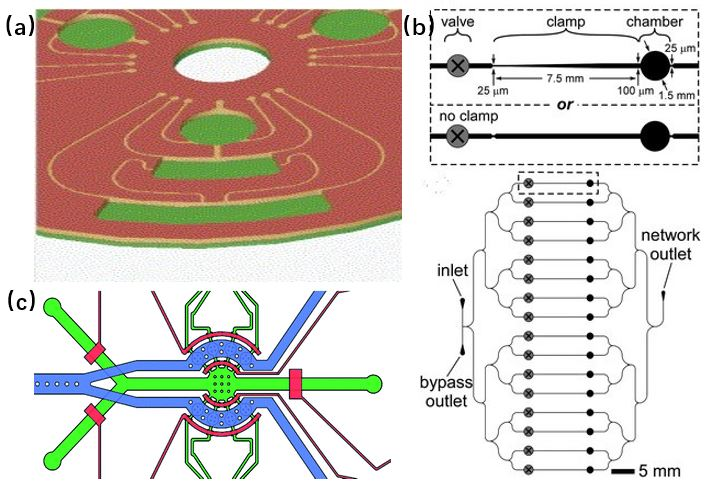 (a)
(b)
valve
clamp
chamber
25 μm
7.5 mm
25 μm
100 μm
1.5 mm
or
no clamp
network
outlet
inlet
bypass
outlet
5 mm
(c)